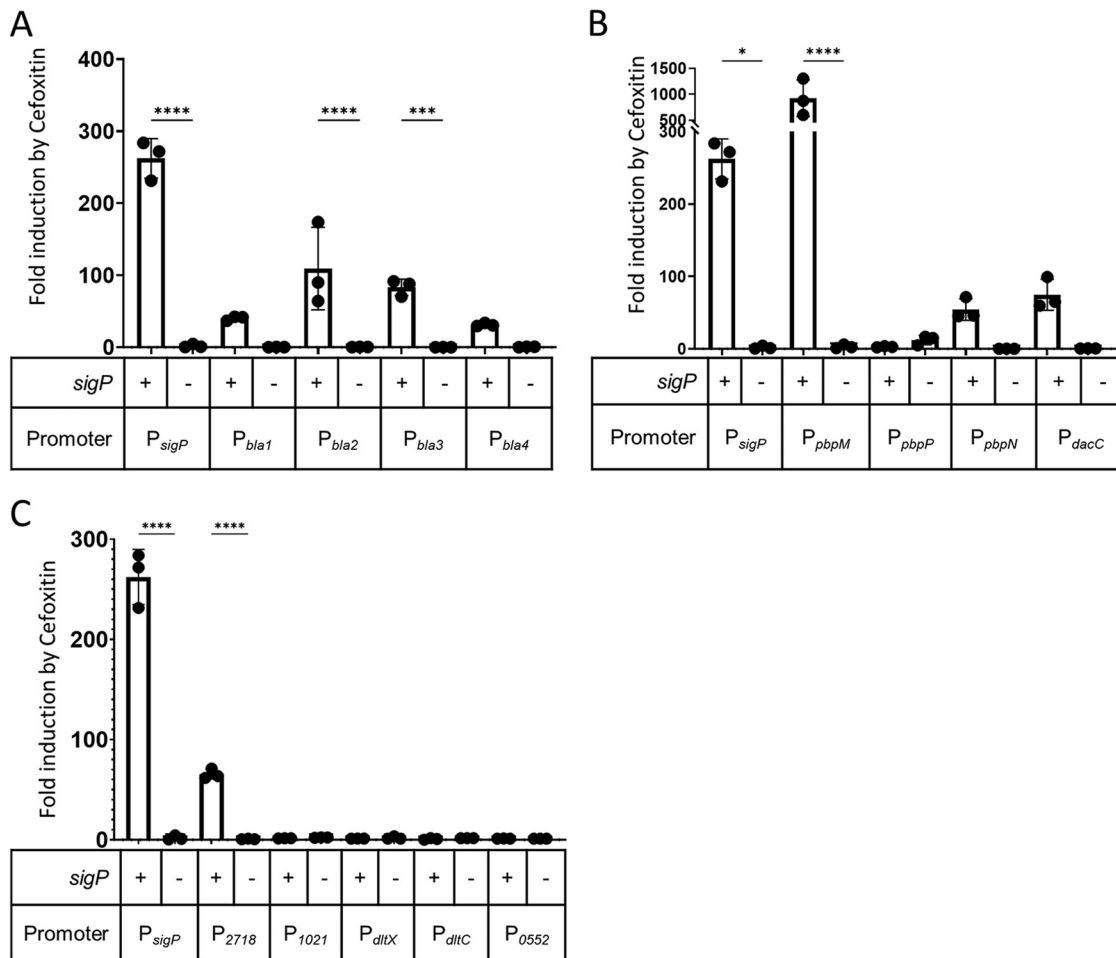 A
Fold induction by Cefoxitin
400
300
200
100
0
**** **** ***
sigP + - + - + - + - + -
Promoter PsigP Pbla1 Pbla2 Pbla3 Pbla4
B
Fold induction by Cefoxitin
1500
1000
500
300
200
100
0
* ****
sigP + - + - + - + - + -
Promoter PsigP PpbpM PpbpP PpbpN PdacC
C
Fold induction by Cefoxitin
300
200
100
0
**** ****
sigP + - + - + - + - + - + -
Promoter PsigP P2718 P1021 PdltX PdltC P0552